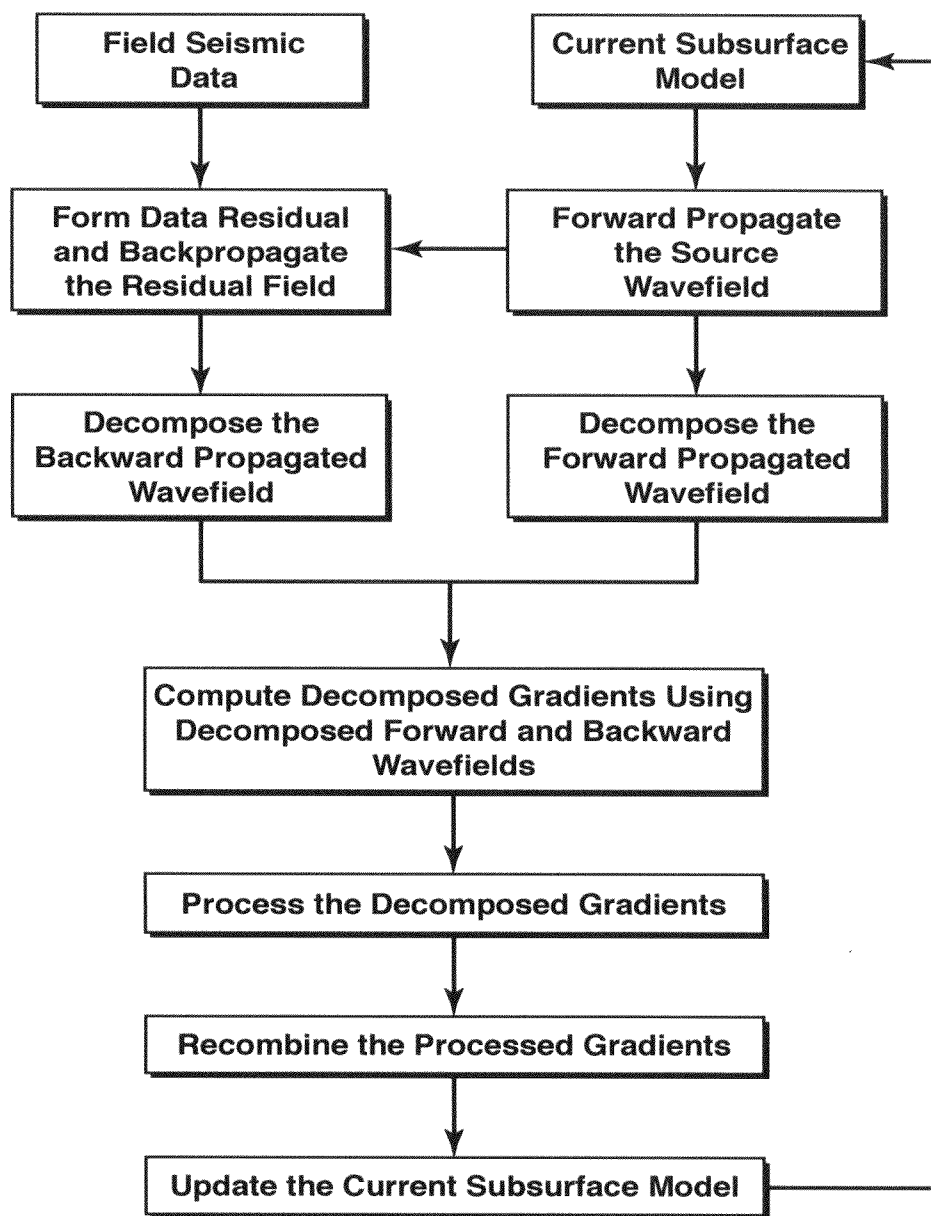 Field Seismic
Data
Current Subsurface
Model
Form Data Residual
and Backpropagate
the Residual Field
Forward Propagate
the Source
Wavefield
Decompose the
Backward Propagated
Wavefield
Decompose the
Forward Propagated
Wavefield
Compute Decomposed Gradients Using
Decomposed Forward and Backward
Wavefields
Process the Decomposed Gradients
Recombine the Processed Gradients
Update the Current Subsurface Model